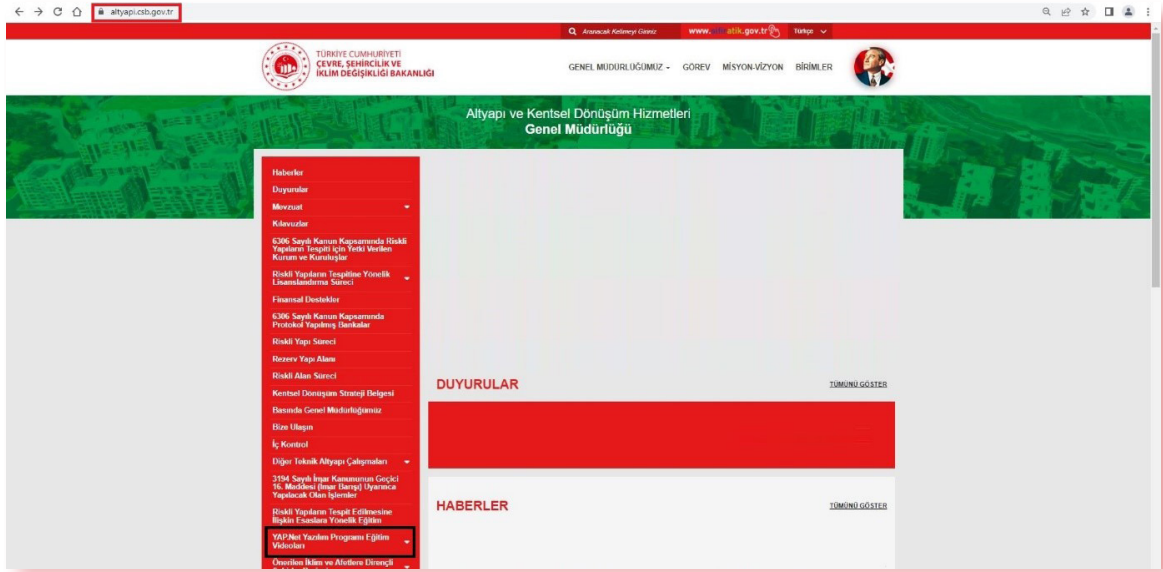 altyapi.csb.gov.tr
Aranacak Kelimeyi Giriniz
www. atik.gov.tr
Türkçe
TÜRKİYE CUMHURİYETİ
ÇEVRE, ŞEHİRCİLİK VE
İKLİM DEĞİŞİKLİĞİ BAKANLIĞI
GENEL MÜDÜRLÜĞÜMÜZ
GÖREV
MİSYON-VİZYON
BİRİMLER
Altyapı ve Kentsel Dönüşüm Hizmetleri
Genel Müdürlüğü
Haberler
Duyurular
Mevzuat
Kılavuzlar
6306 Sayılı Kanun Kapsamında Riskli
Yapıların Tespiti için Yetki Verilen
Kurum ve Kuruluşlar
Riskli Yapıların Tespitine Yönelik
Lisanslandırma Süreci
Finansal Destekler
6306 Sayılı Kanun Kapsamında
Protokol Yapılmış Bankalar
Riskli Yapı Süreci
Rezerv Yapı Alanı
Riskli Alan Süreci
Kentsel Dönüşüm Strateji Belgesi
Basında Genel Müdürlüğümüz
Bize Ulaşın
İç Kontrol
Diğer Teknik Altyapı Çalışmaları
3194 Sayılı İmar Kanununun Geçici
16. Maddesi (İmar Barışı) Uyarınca
Yapılacak Olan İşlemler
Riskli Yapıların Tespit Edilmesine
İlişkin Esaslara Yönelik Eğitim
YAP.Net Yazılım Programı Eğitim
Videoları
Önerilen İklim ve Afetlere Dirençli
DUYURULAR
TÜMÜNÜ GÖSTER
HABERLER
TÜMÜNÜ GÖSTER